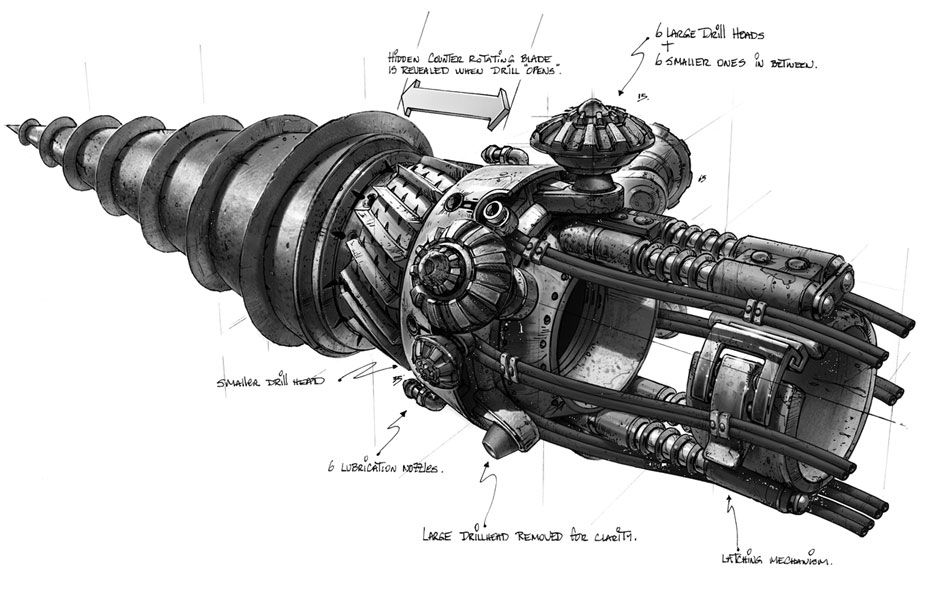 6 LARGE DRILL HEADS
+
6 SMALLER ONES IN BETWEEN.
HIDDEN COUNTER ROTATING BLADE
IS REVEALED WHEN DRILL "OPENS".
15.
SMALLER DRILL HEAD
6 LUBRICATION NOZZLES.
LARGE DRILLHEAD REMOVED FOR CLARITY.
LATCHING MECHANISM.